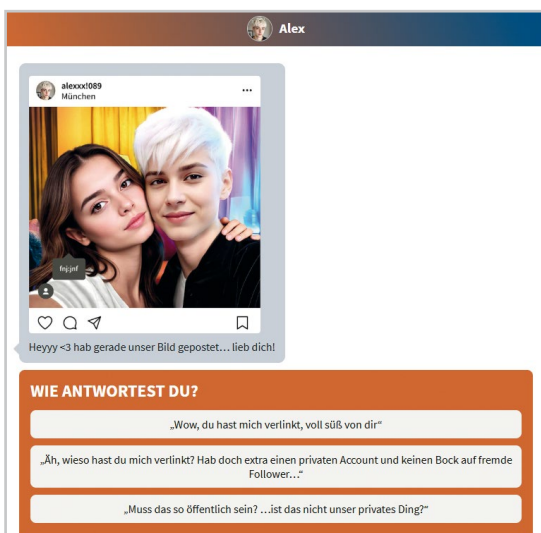 Alex
alexxx!089
München
fnj:jnf
Heyyy <3 hab gerade unser Bild gepostet… lieb dich!
WIE ANTWORTEST DU?
„Wow, du hast mich verlinkt, voll süß von dir“
„Äh, wieso hast du mich verlinkt? Hab doch extra einen privaten Account und keinen Bock auf fremde
Follower…“
„Muss das so öffentlich sein? …ist das nicht unser privates Ding?“